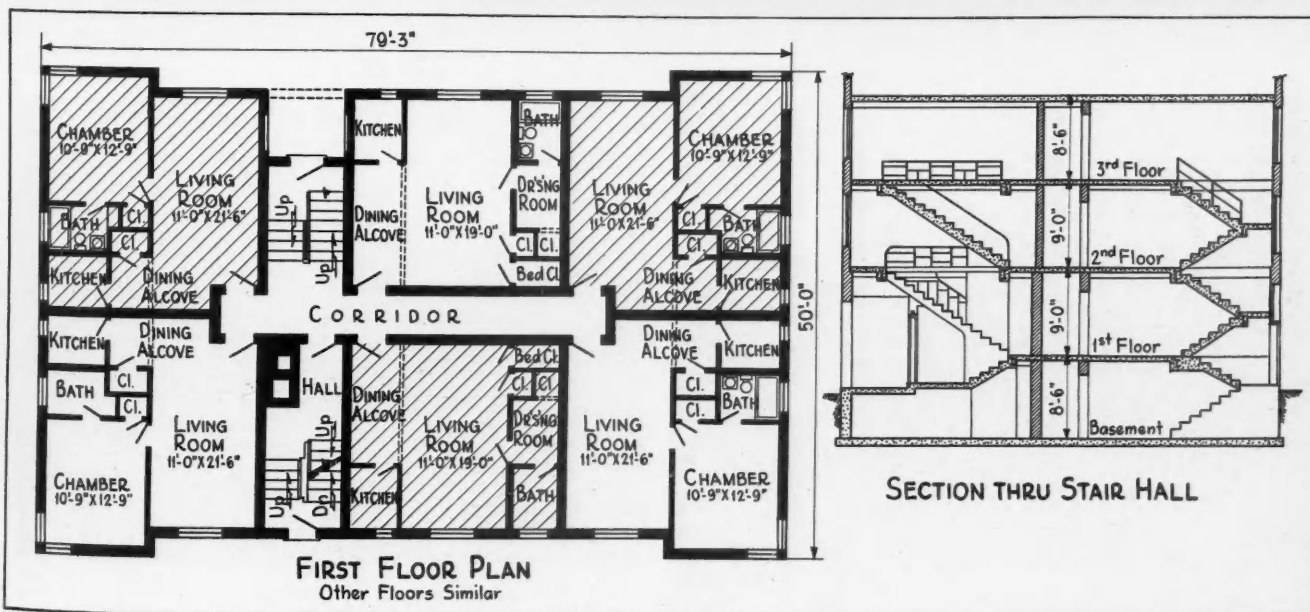 79'-3"
CHAMBER
10'-9"X12'-9"
LIVING
ROOM
11'-0"X21'-6"
BATH
Cl.
Cl.
KITCHEN
DINING
ALCOVE
Up
Up
KITCHEN
DINING
ALCOVE
LIVING
ROOM
11'-0"X19'-0"
BATH
DR'S'NG
ROOM
Cl.
Cl.
Bed Cl.
LIVING
ROOM
11'-0"X21'-6"
CHAMBER
10'-9"X12'-9"
Cl.
Cl.
BATH
DINING
ALCOVE
KITCHEN
CORRIDOR
50'-0"
KITCHEN
DINING
ALCOVE
BATH
Cl.
Cl.
LIVING
ROOM
11'-0"X21'-6"
CHAMBER
10'-9"X12'-9"
HALL
Up
Up
Dn
DINING
ALCOVE
KITCHEN
LIVING
ROOM
11'-0"X19'-0"
Bed Cl.
Cl.
Cl.
DR'S'NG
ROOM
BATH
DINING
ALCOVE
KITCHEN
Cl.
Cl.
BATH
LIVING
ROOM
11'-0"X21'-6"
CHAMBER
10'-9"X12'-9"
FIRST FLOOR PLAN
Other Floors Similar
8'-6"
3rd Floor
9'-0"
2nd Floor
9'-0"
1st Floor
8'-6"
Basement
SECTION THRU STAIR HALL